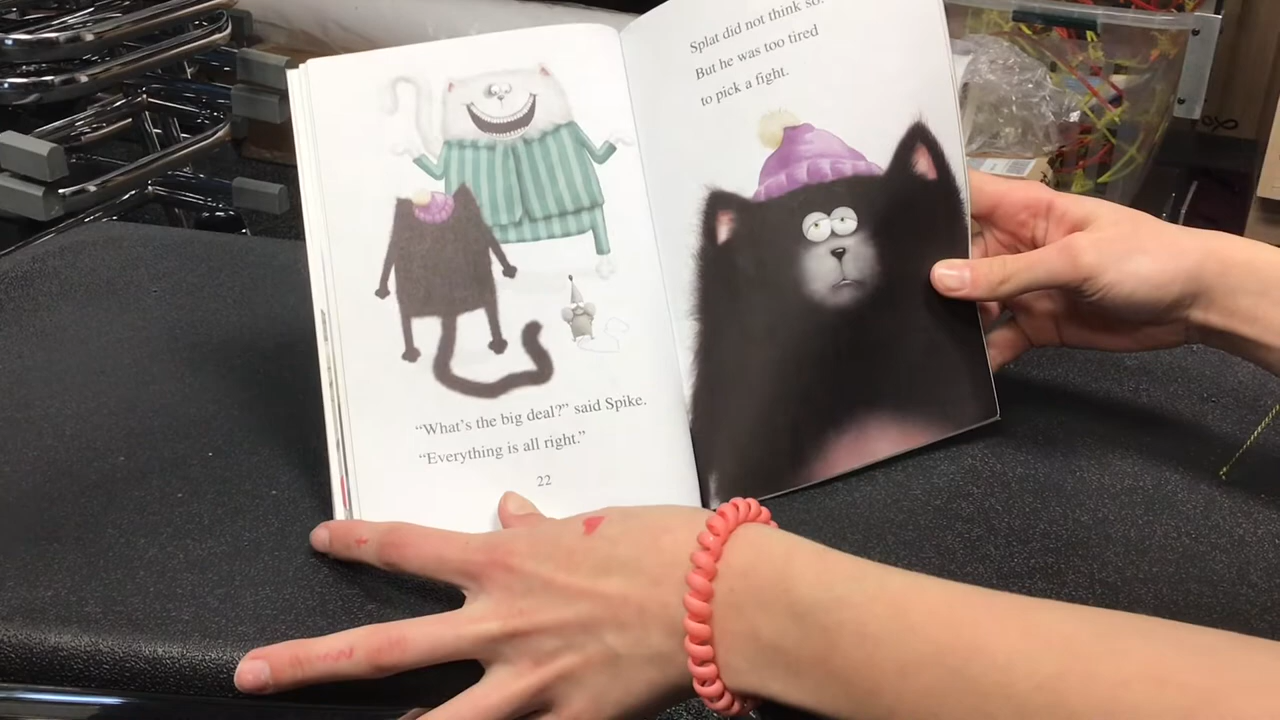 “What’s the big deal?” said Spike.
“Everything is all right.”
22
Splat did not think so.
But he was too tired
to pick a fight.